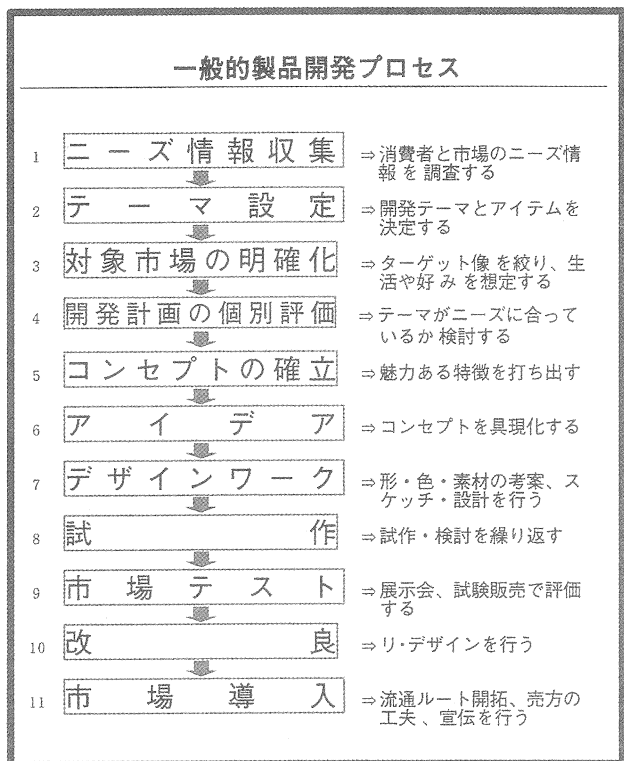 一般的製品開発プロセス
1 ニーズ情報収集 ⇒消費者と市場のニーズ情
報を調査する
2 テーマ設定 ⇒開発テーマとアイテムを
決定する
3 対象市場の明確化 ⇒ターゲット像を絞り、生
活や好みを想定する
4 開発計画の個別評価 ⇒テーマがニーズに合って
いるか検討する
5 コンセプトの確立 ⇒魅力ある特徴を打ち出す
6 アイデア ⇒コンセプトを具現化する
7 デザインワーク ⇒形・色・素材の考案、ス
ケッチ・設計を行う
8 試作 ⇒試作・検討を繰り返す
9 市場テスト ⇒展示会、試験販売で評価
する
10 改良 ⇒リ・デザインを行う
11 市場導入 ⇒流通ルート開拓、売方の
工夫、宣伝を行う